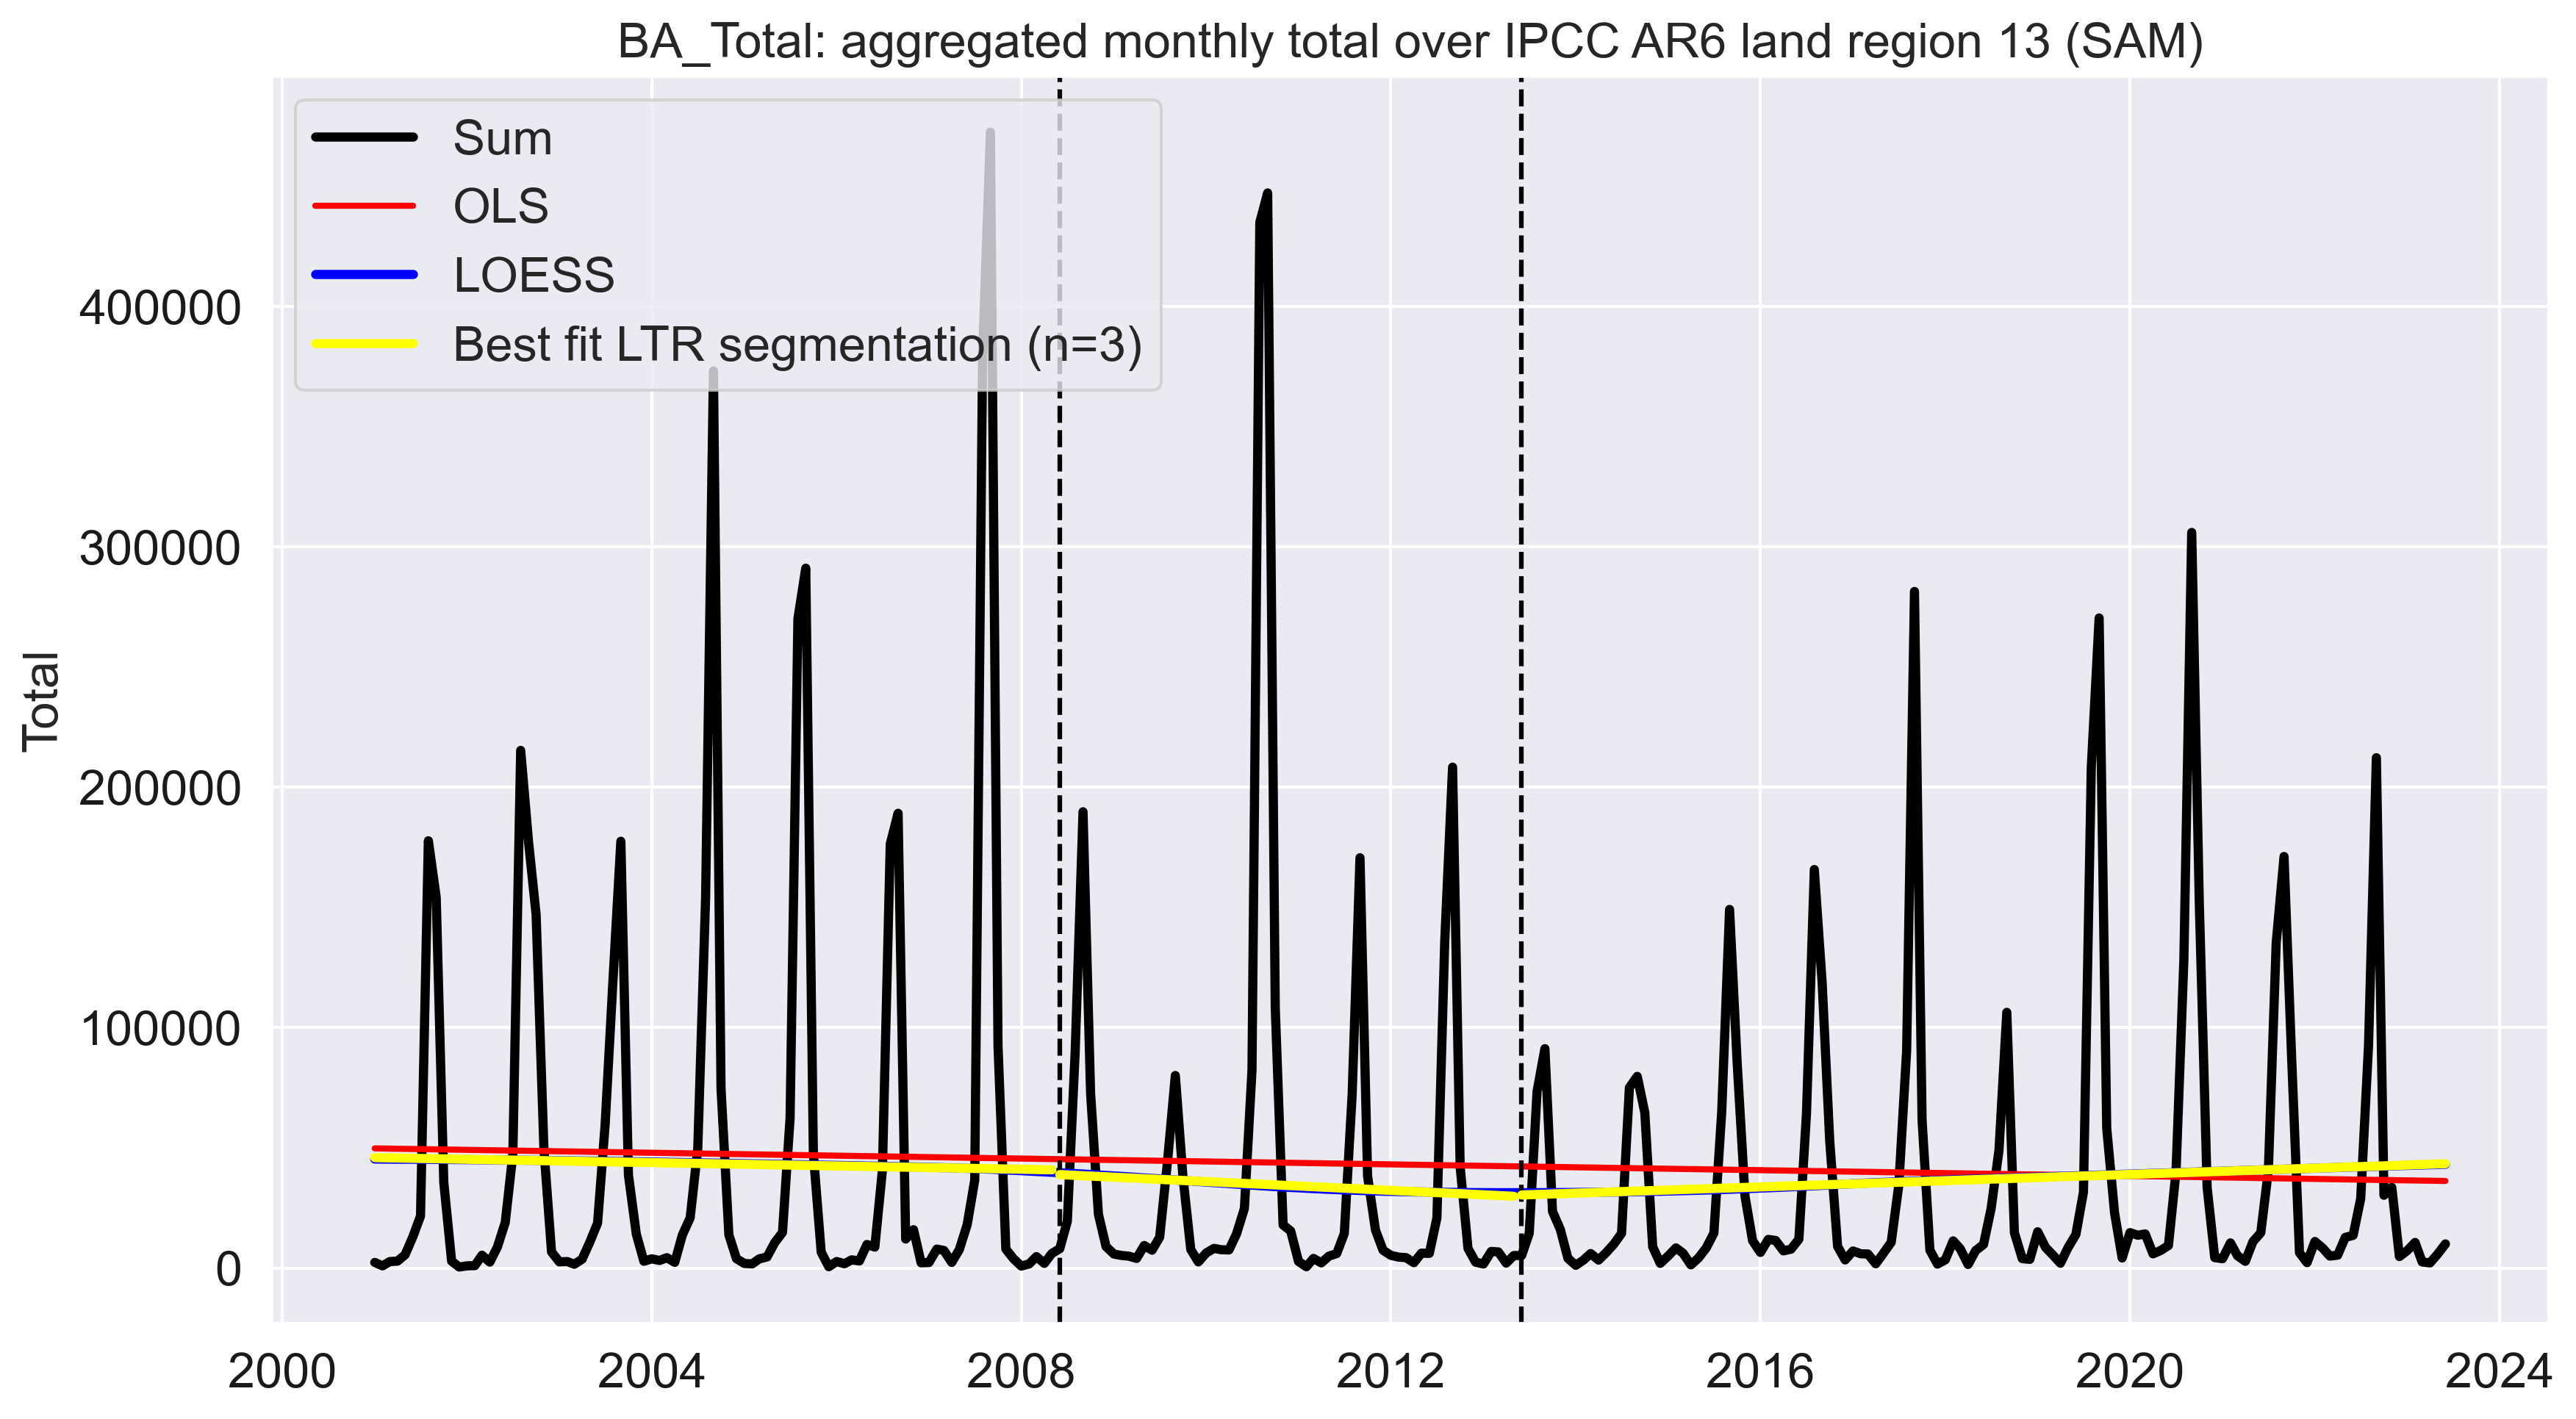 BA_Total: aggregated monthly total over IPCC AR6 land region 13 (SAM)
Sum
OLS
LOESS
Best fit LTR segmentation (n=3)
Total
400000
300000
200000
100000
0
2000
2004
2008
2012
2016
2020
2024